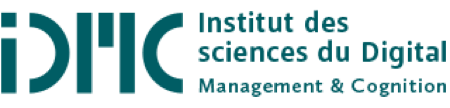 IDMC
Institut des
sciences du Digital
Management & Cognition